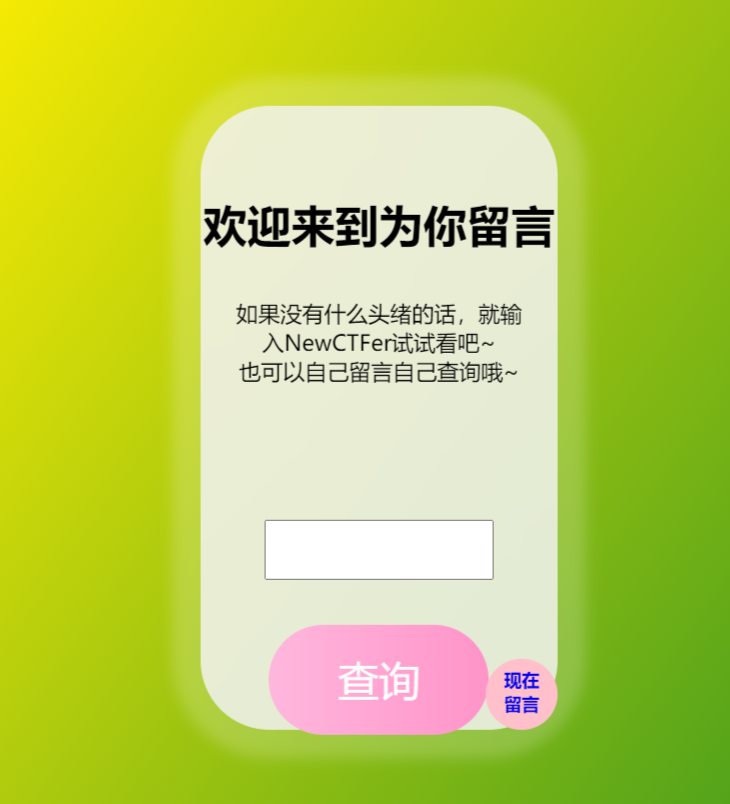 欢迎来到为你留言
如果没有什么头绪的话，就输
入NewCTFer试试看吧~
也可以自己留言自己查询哦~
查询
现在
留言